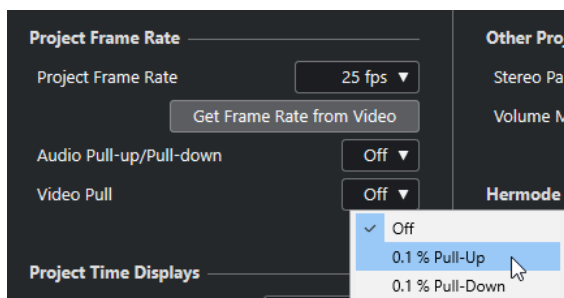 Project Frame Rate
Other Pro
Project Frame Rate
25 fps
Stereo Pa
Get Frame Rate from Video
Volume M
Audio Pull-up/Pull-down
Off
Video Pull
Off
Hermode
Off
0.1 % Pull-Up
Project Time Displays
0.1 % Pull-Down